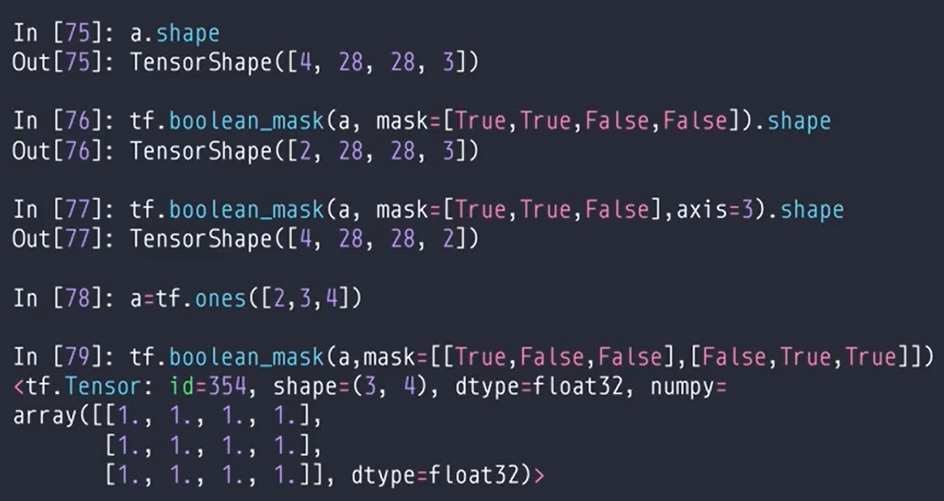 In [75]: a.shape
Out[75]: TensorShape([4, 28, 28, 3])
In [76]: tf.boolean_mask(a, mask=[True,True,False,False]).shape
Out[76]: TensorShape([2, 28, 28, 3])
In [77]: tf.boolean_mask(a, mask=[True,True,False],axis=3).shape
Out[77]: TensorShape([4, 28, 28, 2])
In [78]: a=tf.ones([2,3,4])
In [79]: tf.boolean_mask(a,mask=[[True,False,False],[False,True,True]])
<tf.Tensor: id=354, shape=(3, 4), dtype=float32, numpy=
array([[1., 1., 1., 1.],
[1., 1., 1., 1.],
[1., 1., 1., 1.]], dtype=float32)>